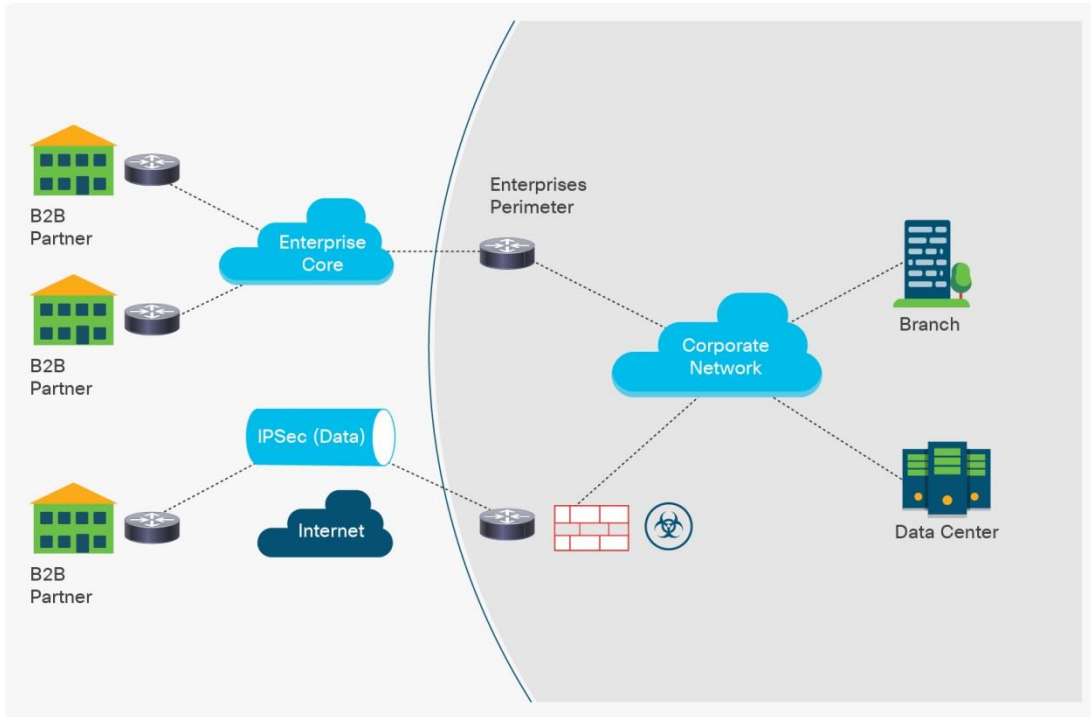 B2B
Partner
Enterprise
Core
Enterprises
Perimeter
B2B
Partner
Corporate
Network
Branch
IPSec (Data)
Internet
B2B
Partner
Data Center